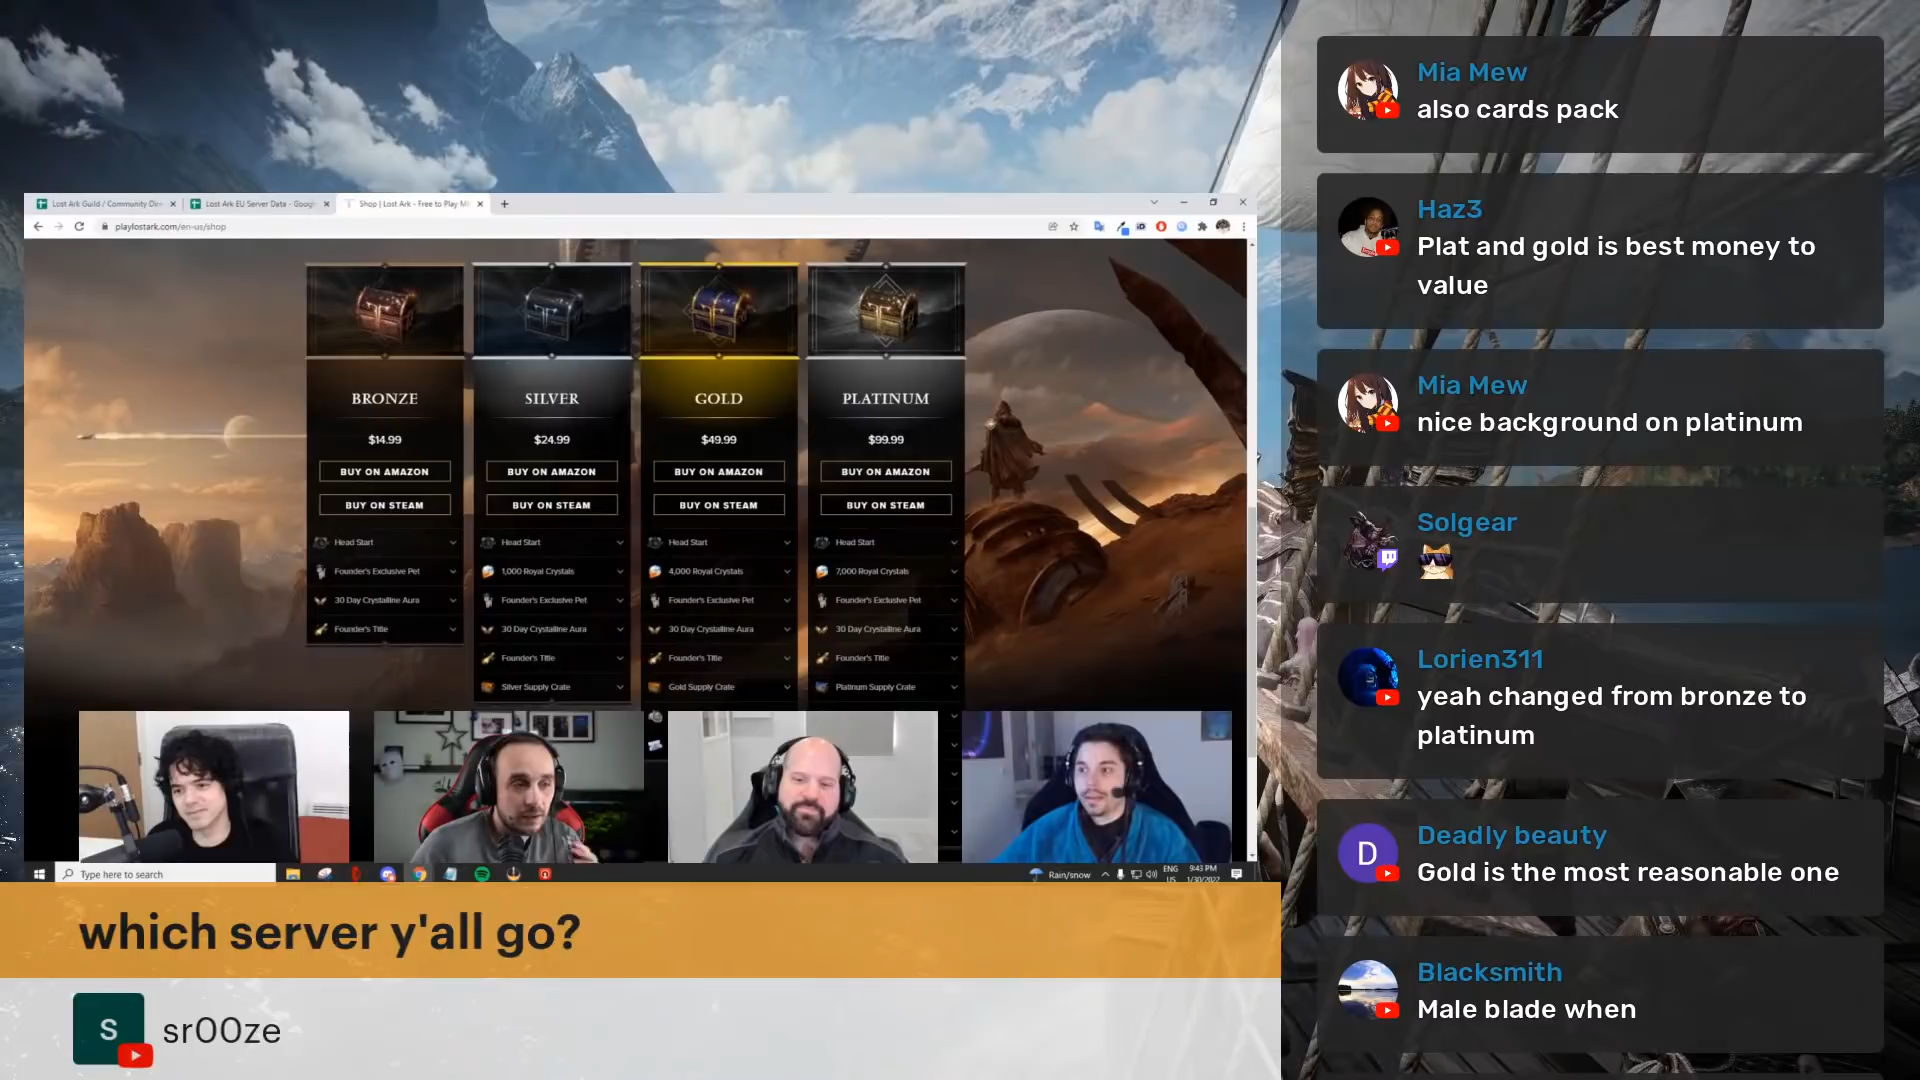 Lost Ark Guild / Community Dire
Lost Ark EU Server Data - Googl
Shop | Lost Ark - Free to Play M
playlostark.com/en-us/shop
BRONZE
$14.99
BUY ON AMAZON
BUY ON STEAM
Head Start
Founder's Exclusive Pet
30 Day Crystalline Aura
Founder's Title
SILVER
$24.99
BUY ON AMAZON
BUY ON STEAM
Head Start
1,000 Royal Crystals
Founder's Exclusive Pet
30 Day Crystalline Aura
Founder's Title
Silver Supply Crate
GOLD
$49.99
BUY ON AMAZON
BUY ON STEAM
Head Start
4,000 Royal Crystals
Founder's Exclusive Pet
30 Day Crystalline Aura
Founder's Title
Gold Supply Crate
PLATINUM
$99.99
BUY ON AMAZON
BUY ON STEAM
Head Start
7,000 Royal Crystals
Founder's Exclusive Pet
30 Day Crystalline Aura
Founder's Title
Platinum Supply Crate
Type here to search
Rain/snow
ENG
US
9:43 PM
1/30/2022
which server y'all go?
S
sr00ze
Mia Mew
also cards pack
Haz3
Plat and gold is best money to
value
Mia Mew
nice background on platinum
Solgear
Lorien311
yeah changed from bronze to
platinum
D
Deadly beauty
Gold is the most reasonable one
Blacksmith
Male blade when